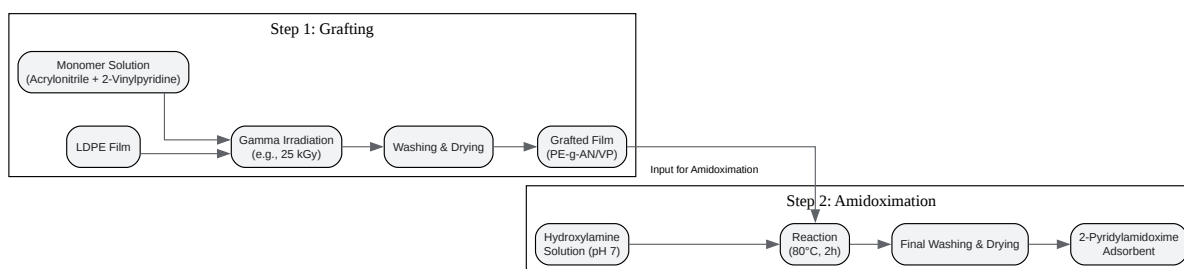 Step 1: Grafting
Monomer Solution
(Acrylonitrile + 2-Vinylpyridine)
LDPE Film
Gamma Irradiation
(e.g., 25 kGy)
Washing & Drying
Grafted Film
(PE-g-AN/VP)
Input for Amidoximation
Step 2: Amidoximation
Hydroxylamine
Solution (pH 7)
Reaction
(80°C, 2h)
Final Washing & Drying
2-Pyridylamidoxime
Adsorbent